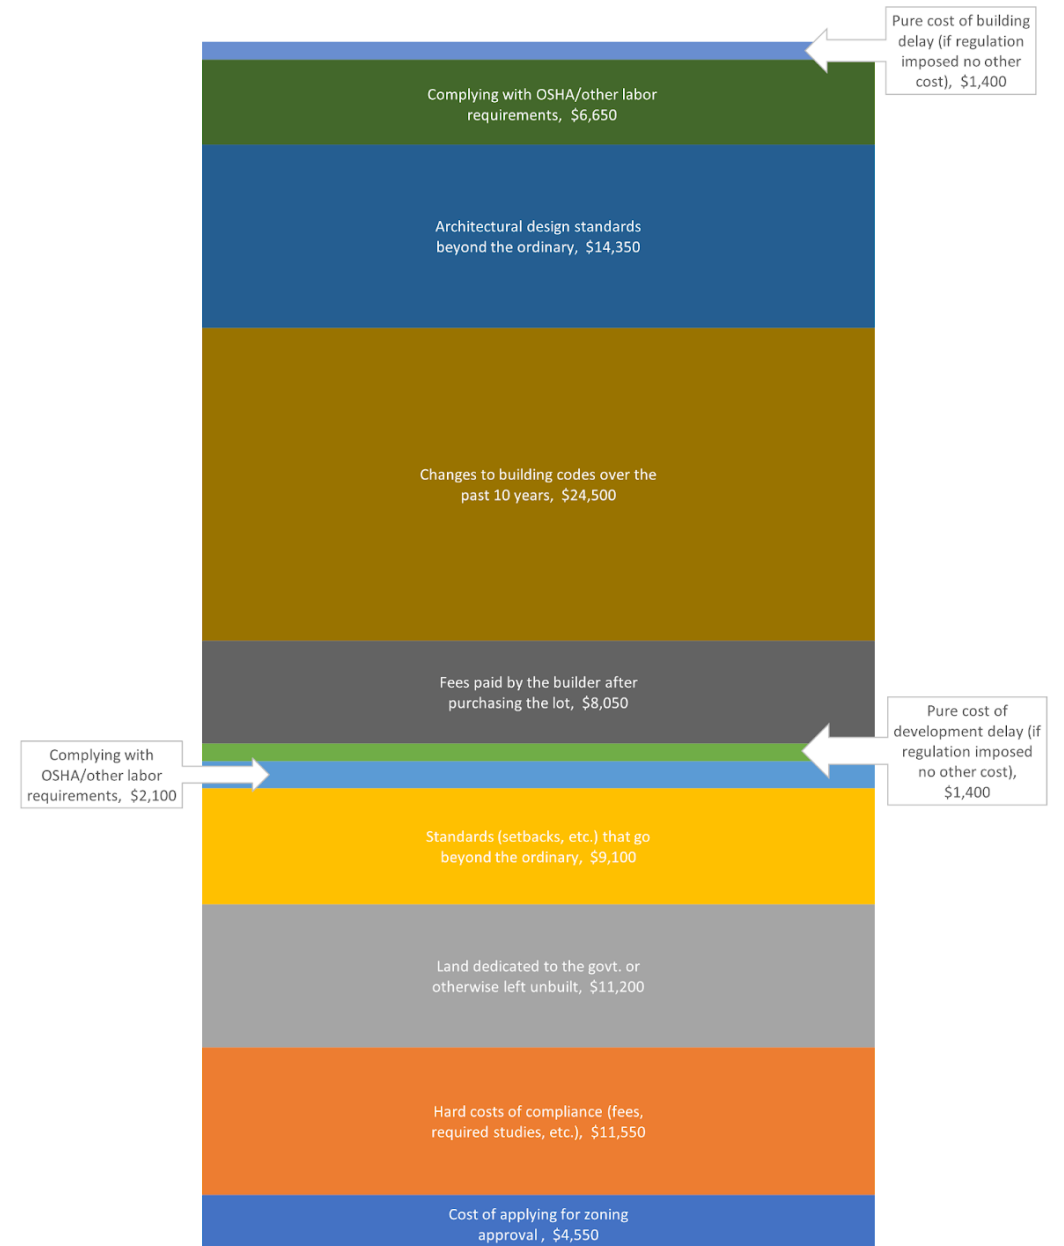 Pure cost of building
delay (if regulation
imposed no other
cost),  $1,400
Complying with OSHA/other labor
requirements,  $6,650
Architectural design standards
beyond the ordinary,  $14,350
Changes to building codes over the
past 10 years,  $24,500
Fees paid by the builder after
purchasing the lot,  $8,050
Pure cost of
development delay (if
regulation imposed
no other cost),
$1,400
Complying with
OSHA/other labor
requirements,  $2,100
Standards (setbacks, etc.) that go
beyond the ordinary,  $9,100
Land dedicated to the govt. or
otherwise left unbuilt,  $11,200
Hard costs of compliance (fees,
required studies, etc.),  $11,550
Cost of applying for zoning
approval ,  $4,550